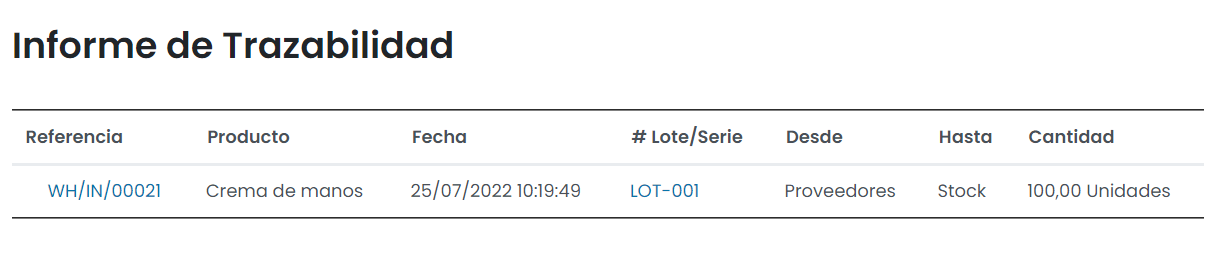 Informe de Trazabilidad
Referencia Producto Fecha # Lote/Serie Desde Hasta Cantidad
WH/IN/00021 Crema de manos 25/07/2022 10:19:49 LOT-001 Proveedores Stock 100,00 Unidades